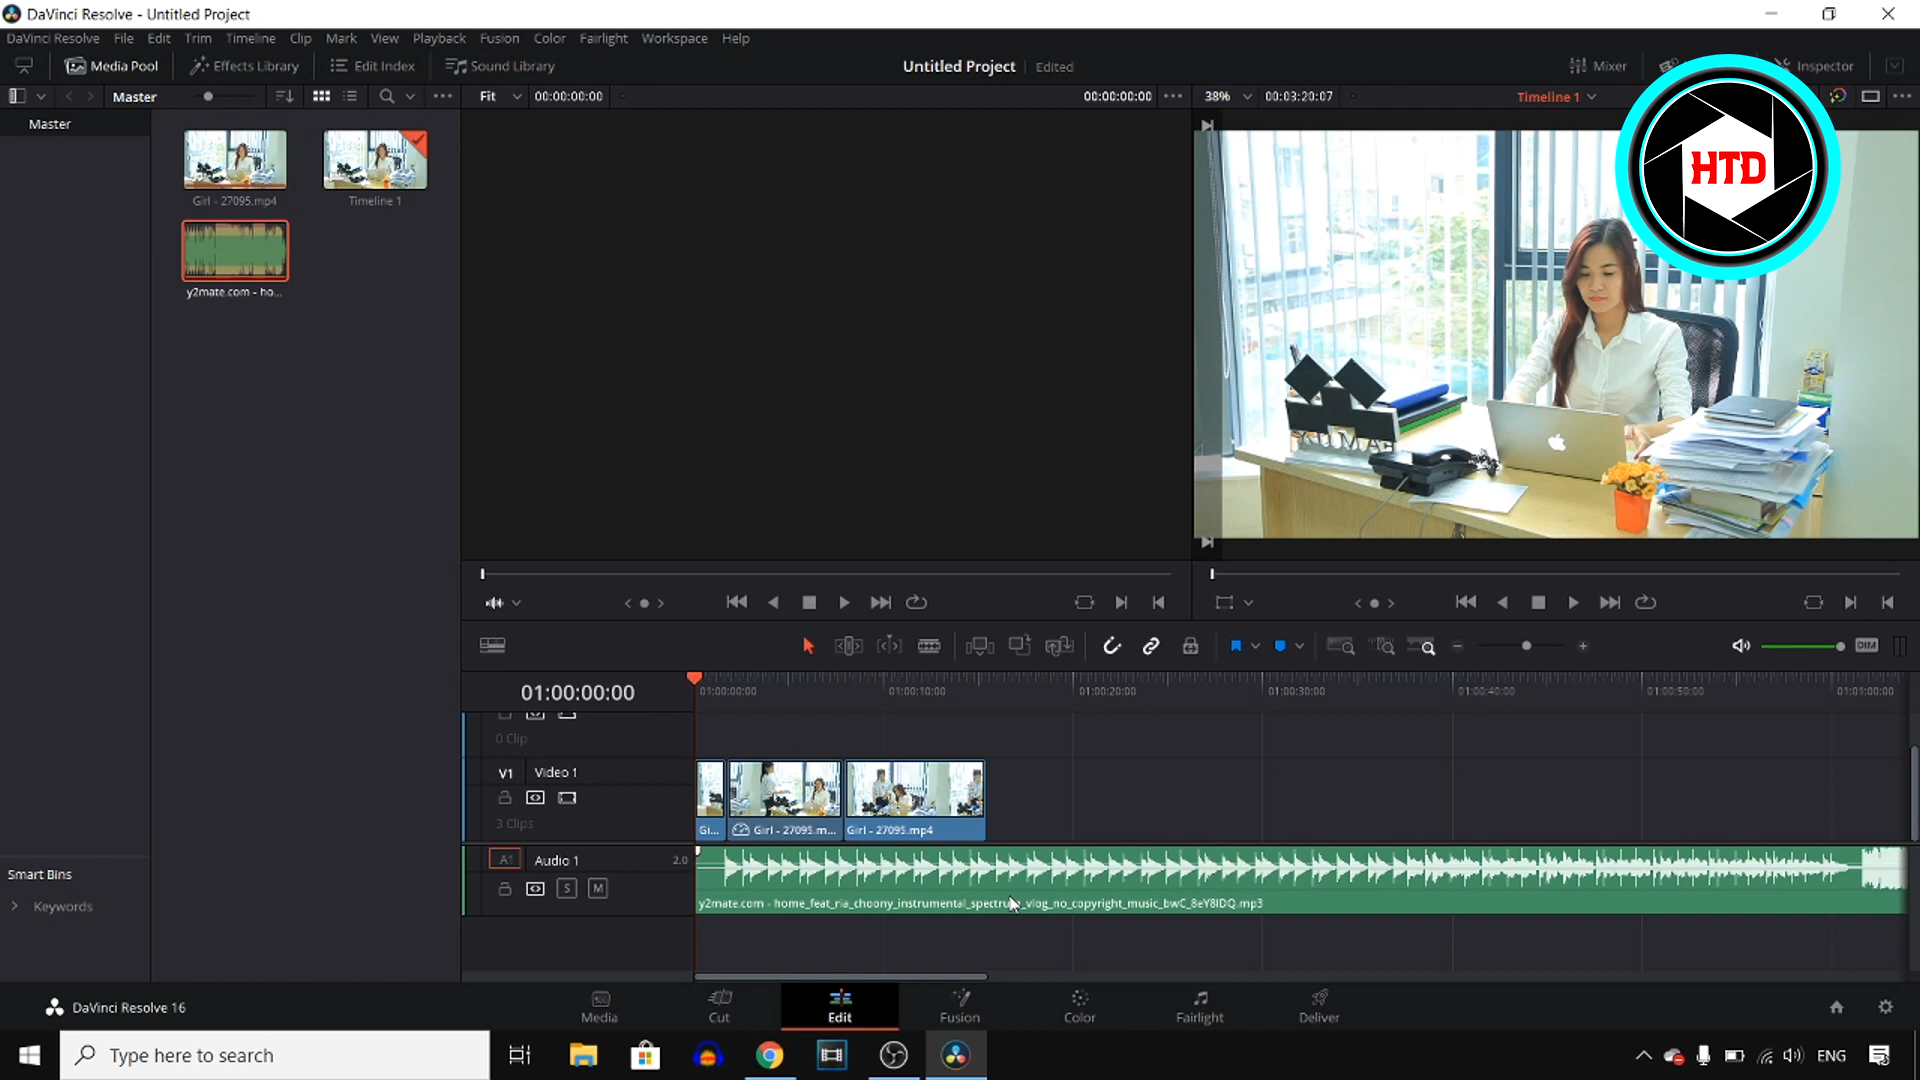 DaVinci Resolve - Untitled Project
DaVinci Resolve File Edit Trim Timeline Clip Mark View Playback Fusion Color Fairlight Workspace Help
Media Pool Effects Library Edit Index Sound Library Untitled Project Edited Mixer Inspector
Master Fit 00:00:00:00 00:00:00:00 38% 00:03:20:07 Timeline 1
Master
HTD
Girl - 27095.mp4 Timeline 1
y2mate.com - ho...
01:00:00:00 01:00:00:00 01:00:10:00 01:00:20:00 01:00:30:00 01:00:40:00 01:00:50:00 01:01:00:00
DIM
0 Clip
V1 Video 1
3 Clips
Gi... Girl - 27095.m... Girl - 27095.mp4
A1 Audio 1 2.0
S M
y2mate.com - home_feat_ria_choony_instrumental_spectrum_vlog_no_copyright_music_bwC_8eY8IDQ.mp3
Smart Bins
Keywords
DaVinci Resolve 16
Media Cut Edit Fusion Color Fairlight Deliver
Type here to search
ENG